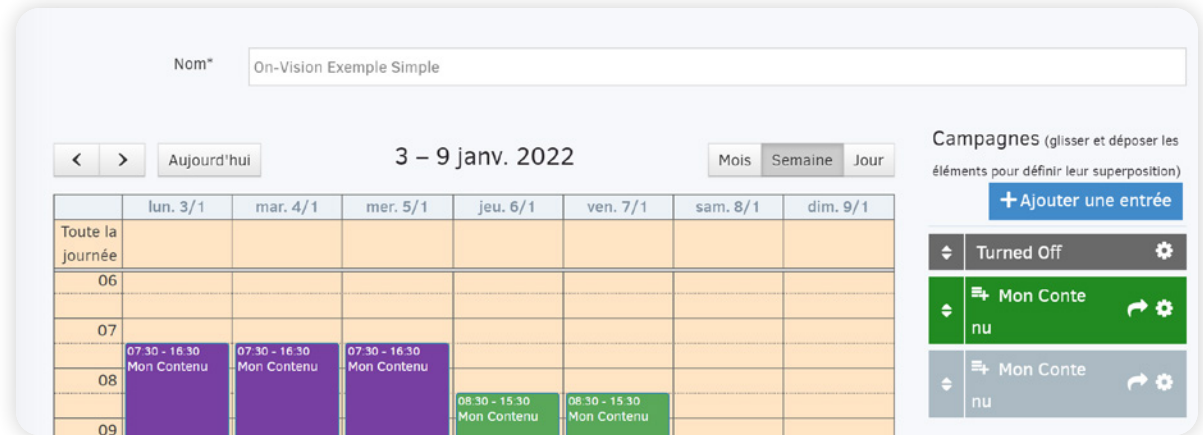 Nom*
On-Vision Exemple Simple
Aujourd'hui
3 – 9 janv. 2022
Mois Semaine Jour
Campagnes (glisser et déposer les
éléments pour définir leur superposition)
+ Ajouter une entrée
lun. 3/1 mar. 4/1 mer. 5/1 jeu. 6/1 ven. 7/1 sam. 8/1 dim. 9/1
Toute la
journée
06
07
08
09
07:30 - 16:30
Mon Contenu
07:30 - 16:30
Mon Contenu
07:30 - 16:30
Mon Contenu
08:30 - 15:30
Mon Contenu
08:30 - 15:30
Mon Contenu
Turned Off
Mon Conte
nu
Mon Conte
nu